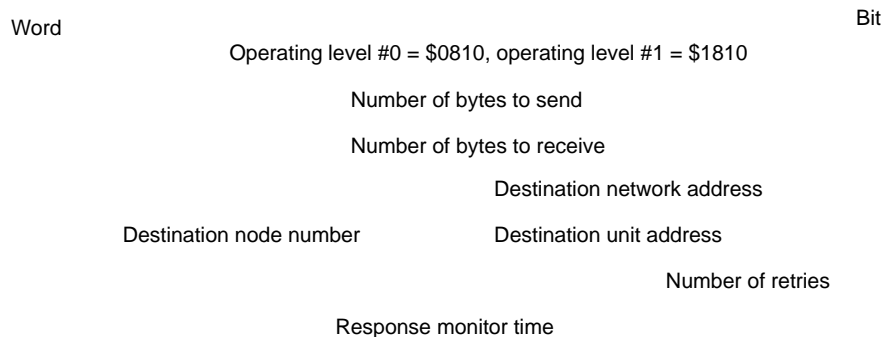 Word Bit
Operating level #0 = $0810, operating level #1 = $1810
Number of bytes to send
Number of bytes to receive
Destination network address
Destination node number Destination unit address
Number of retries
Response monitor time